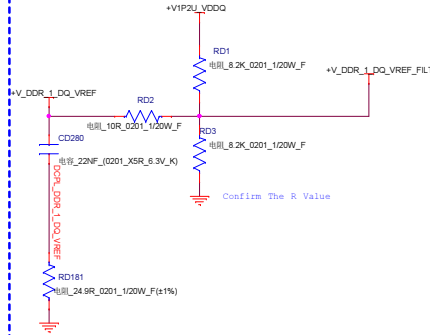 +V1P2U_VDDQ
RD1
电阻_8.2K_0201_1/20W_F
+V_DDR_1_DQ_VREF_FILT
+V_DDR_1_DQ_VREF
RD2
电阻_10R_0201_1/20W_F
CD280
电容_22NF_(0201_X5R_6.3V_K)
RD3
电阻_8.2K_0201_1/20W_F
DCPL_DDR_1_DQ_VREF
Confirm The R Value
RD181
电阻_24.9R_0201_1/20W_F(±1%)